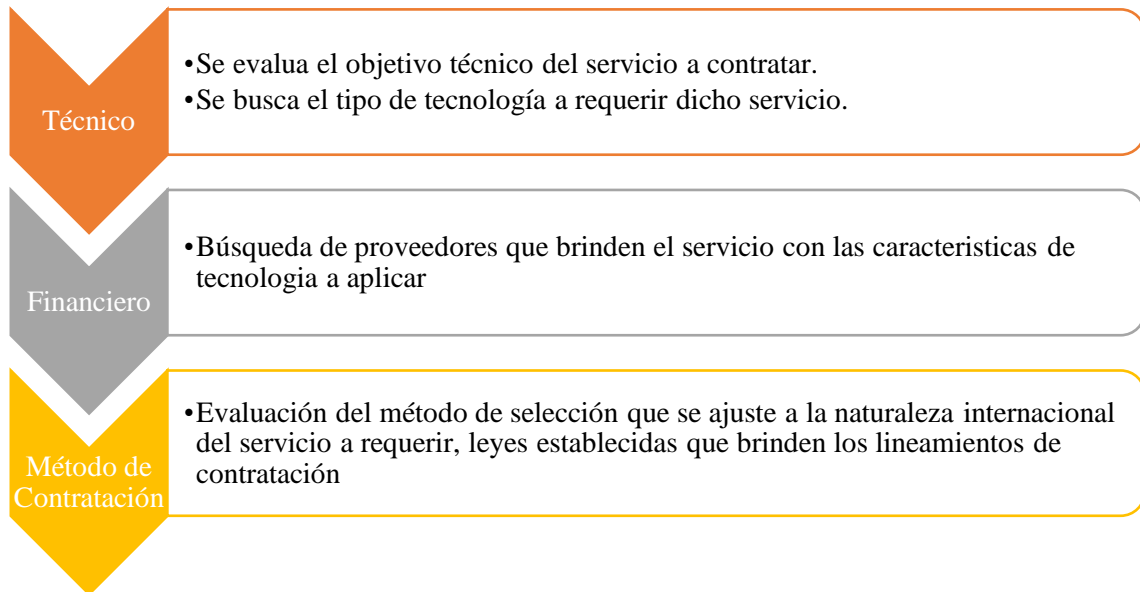 Técnico
•Se evalua el objetivo técnico del servicio a contratar.
•Se busca el tipo de tecnología a requerir dicho servicio.
Financiero
•Búsqueda de proveedores que brinden el servicio con las caracteristicas de
tecnologia a aplicar
Método de
Contratación
•Evaluación del método de selección que se ajuste a la naturaleza internacional
del servicio a requerir, leyes establecidas que brinden los lineamientos de
contratación